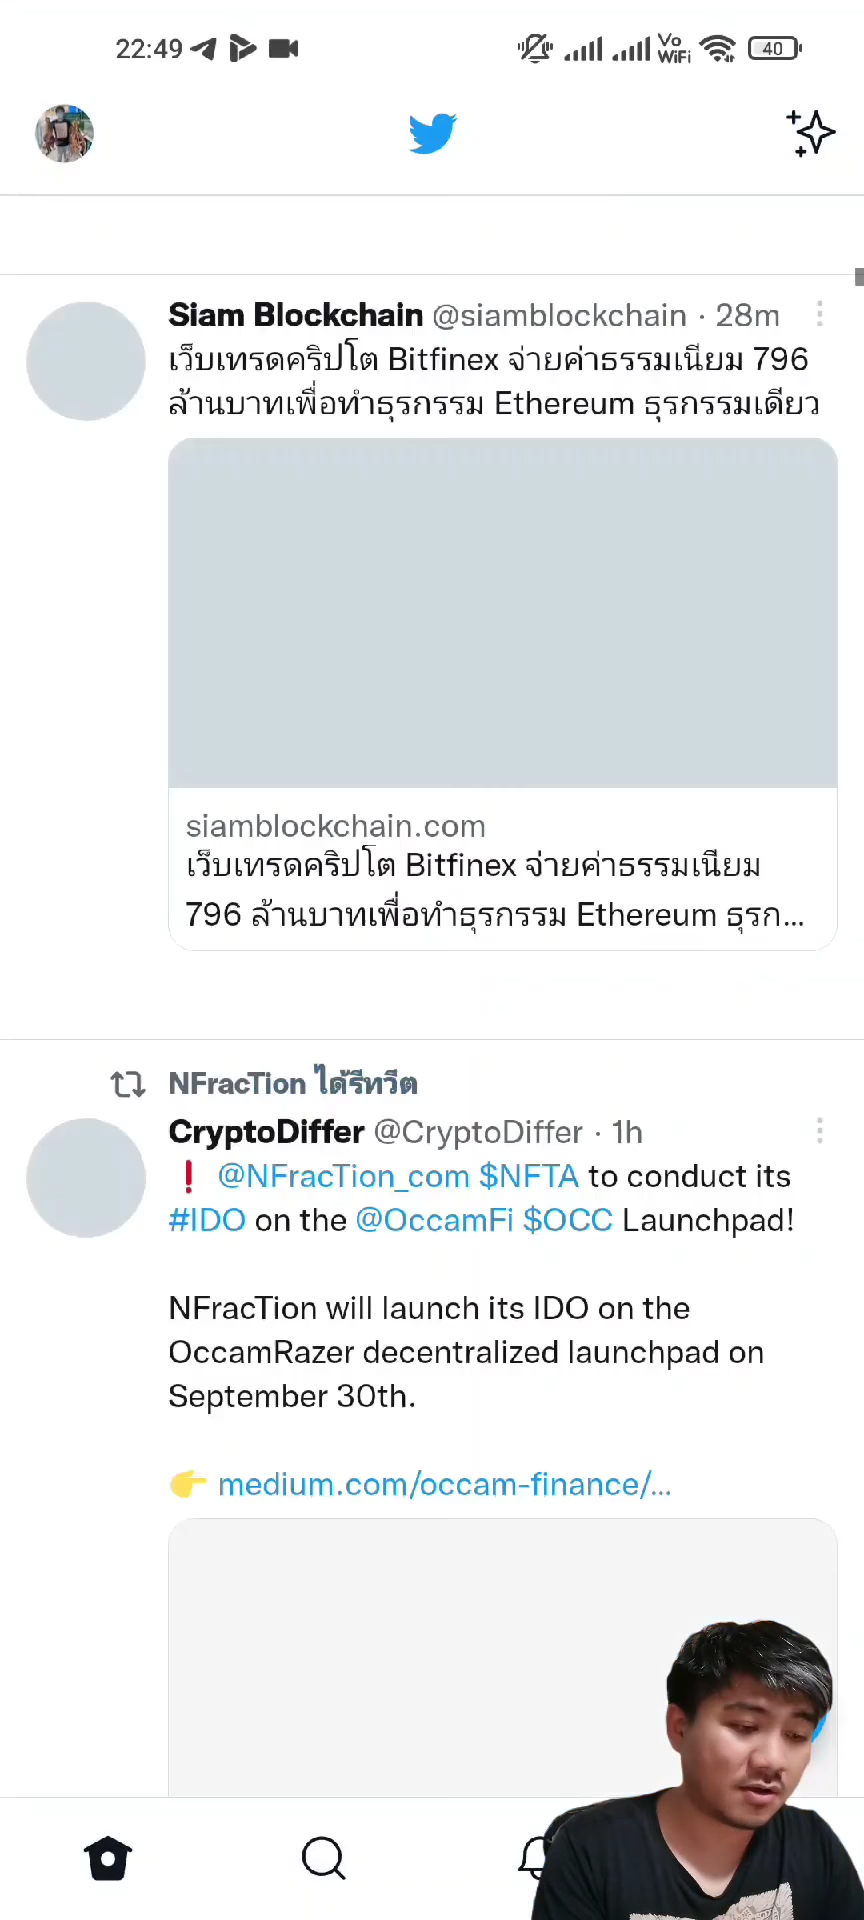 22:49
Vo
WiFi
40
Siam Blockchain @siamblockchain · 28m
เว็บเทรดคริปโต Bitfinex จ่ายค่าธรรมเนียม 796
ล้านบาทเพื่อทำธุรกรรม Ethereum ธุรกรรมเดียว
siamblockchain.com
เว็บเทรดคริปโต Bitfinex จ่ายค่าธรรมเนียม
796 ล้านบาทเพื่อทำธุรกรรม Ethereum ธุรก...
NFracTion ได้รีทวีต
CryptoDiffer @CryptoDiffer · 1h
❗ @NFracTion_com $NFTA to conduct its
#IDO on the @OccamFi $OCC Launchpad!
NFracTion will launch its IDO on the
OccamRazer decentralized launchpad on
September 30th.
👉 medium.com/occam-finance/...